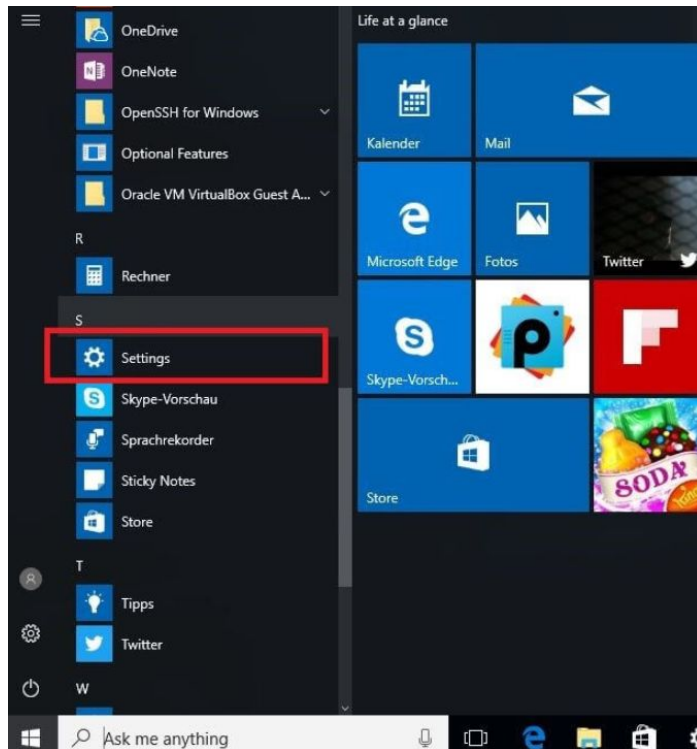 OneDrive
OneNote
OpenSSH for Windows
Optional Features
Oracle VM VirtualBox Guest A...
R
Rechner
S
Settings
Skype-Vorschau
Sprachrekorder
Sticky Notes
Store
T
Tipps
Twitter
W
Life at a glance
Kalender
Mail
Microsoft Edge
Fotos
Twitter
Skype-Vorsch...
Store
SODA
Ask me anything